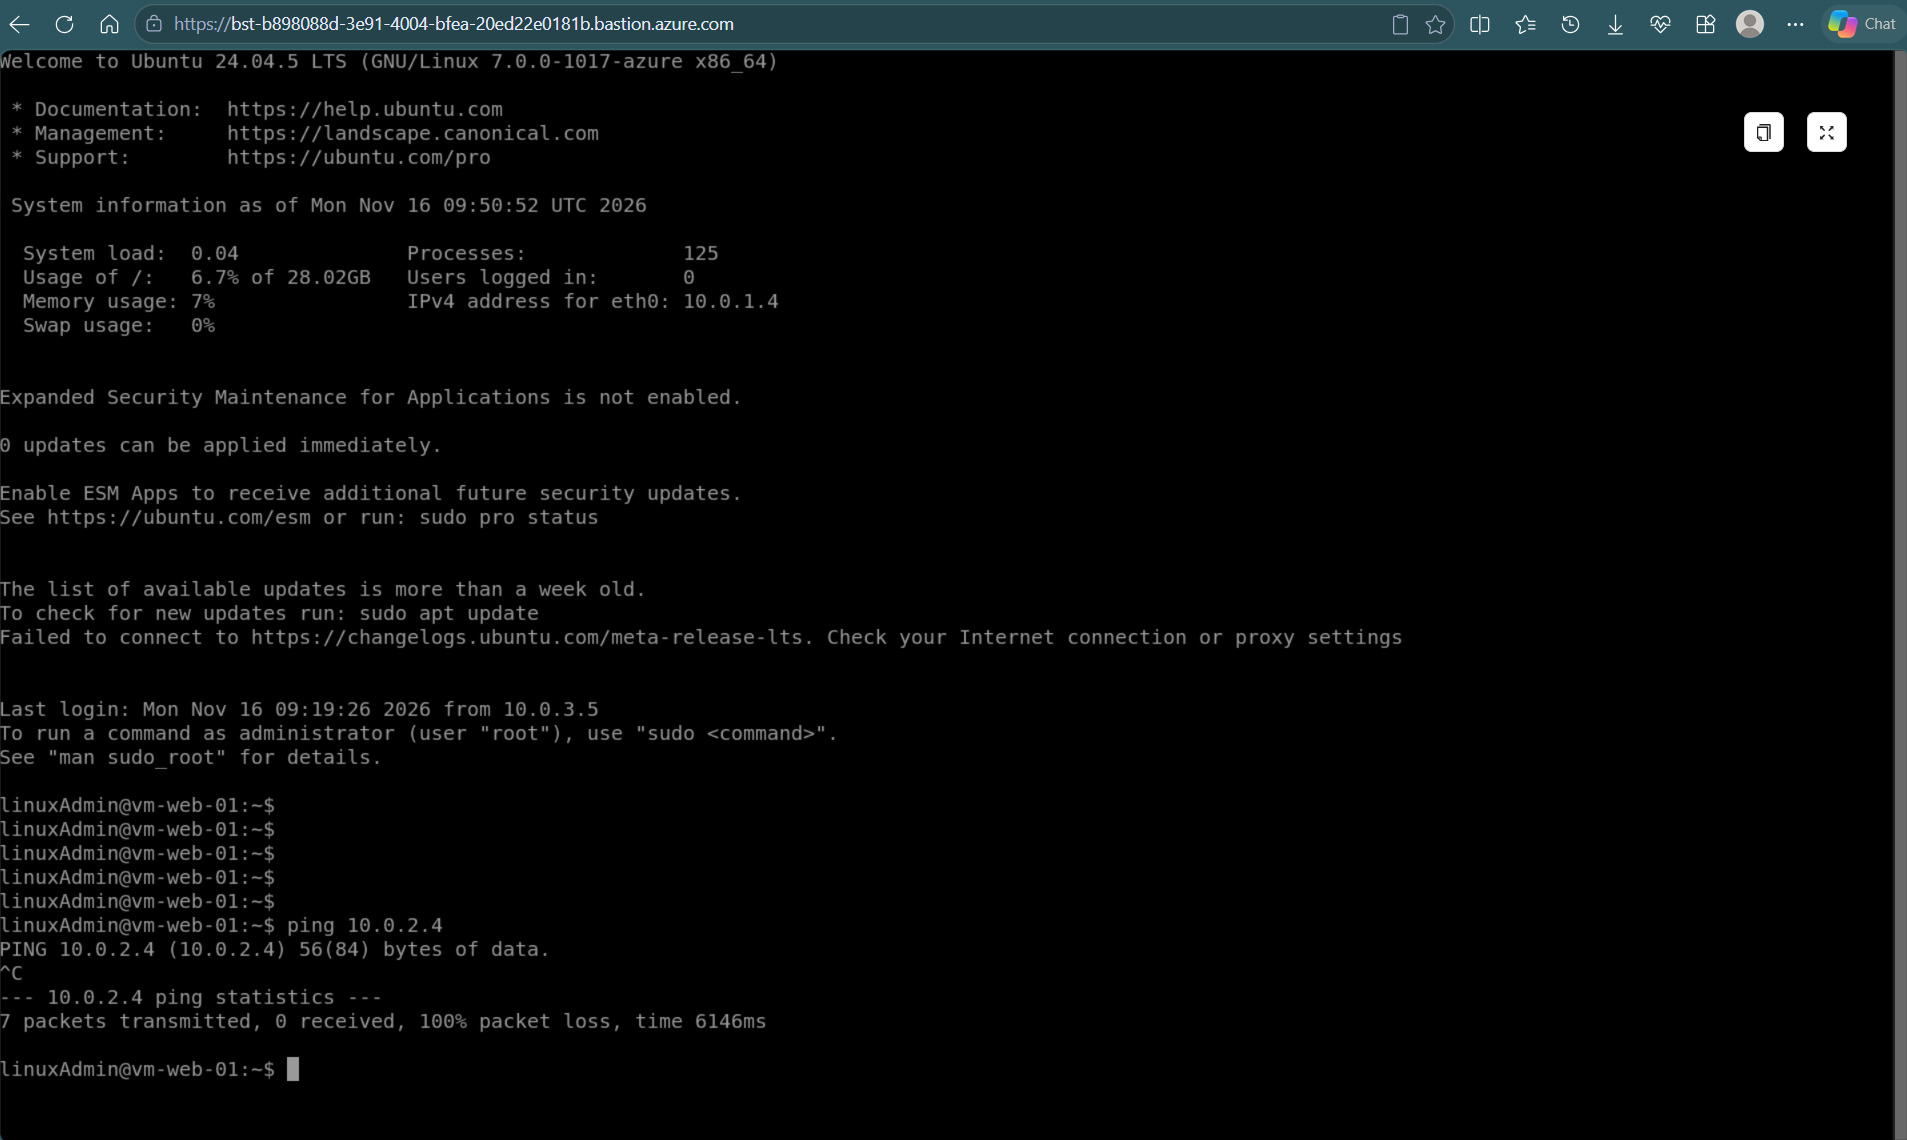 https://bst-b898088d-3e91-4004-bfea-20ed22e0181b.bastion.azure.com
Chat
Welcome to Ubuntu 24.04.5 LTS (GNU/Linux 7.0.0-1017-azure x86_64)
* Documentation:  https://help.ubuntu.com
* Management:     https://landscape.canonical.com
* Support:        https://ubuntu.com/pro
System information as of Mon Nov 16 09:50:52 UTC 2026
System load:  0.04              Processes:             125
Usage of /:   6.7% of 28.02GB   Users logged in:       0
Memory usage: 7%                IPv4 address for eth0: 10.0.1.4
Swap usage:   0%
Expanded Security Maintenance for Applications is not enabled.
0 updates can be applied immediately.
Enable ESM Apps to receive additional future security updates.
See https://ubuntu.com/esm or run: sudo pro status
The list of available updates is more than a week old.
To check for new updates run: sudo apt update
Failed to connect to https://changelogs.ubuntu.com/meta-release-lts. Check your Internet connection or proxy settings
Last login: Mon Nov 16 09:19:26 2026 from 10.0.3.5
To run a command as administrator (user "root"), use "sudo <command>".
See "man sudo_root" for details.
linuxAdmin@vm-web-01:~$
linuxAdmin@vm-web-01:~$
linuxAdmin@vm-web-01:~$
linuxAdmin@vm-web-01:~$
linuxAdmin@vm-web-01:~$
linuxAdmin@vm-web-01:~$ ping 10.0.2.4
PING 10.0.2.4 (10.0.2.4) 56(84) bytes of data.
^C
--- 10.0.2.4 ping statistics ---
7 packets transmitted, 0 received, 100% packet loss, time 6146ms
linuxAdmin@vm-web-01:~$